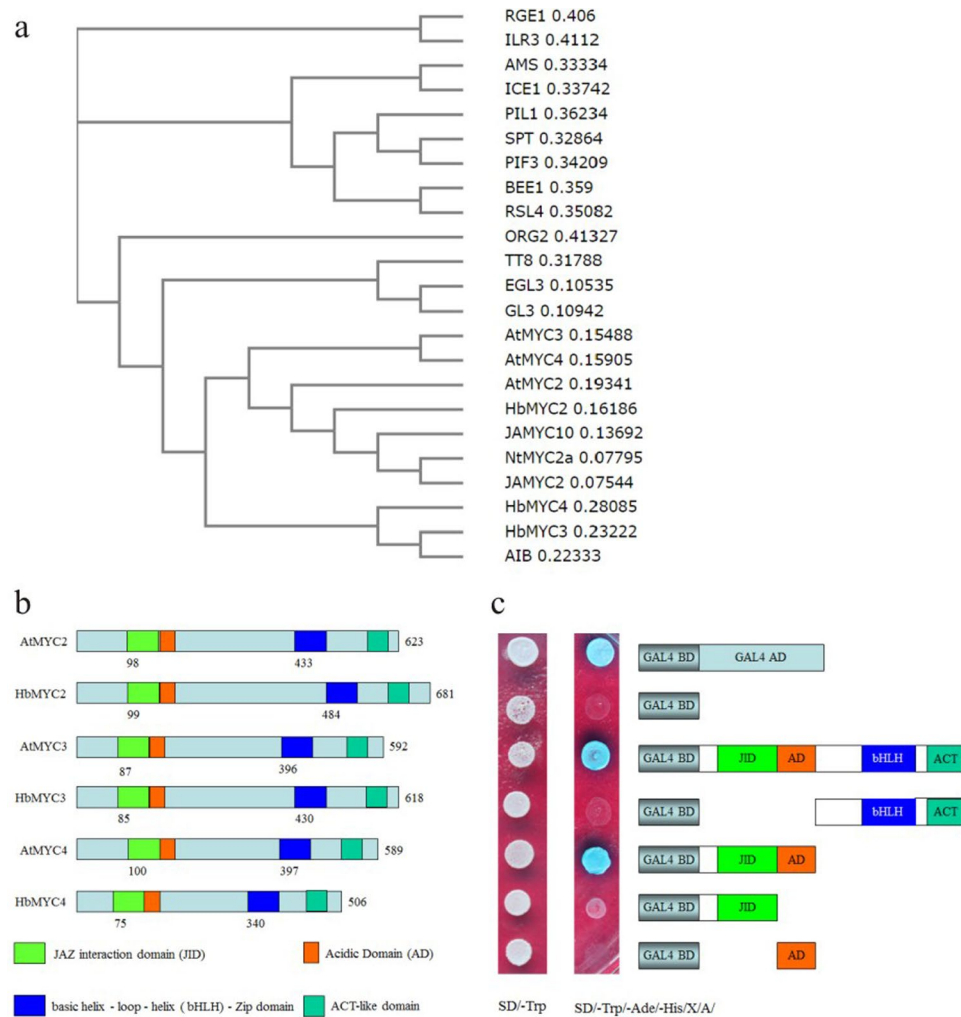 a
RGE1 0.406
ILR3 0.4112
AMS 0.33334
ICE1 0.33742
PIL1 0.36234
SPT 0.32864
PIF3 0.34209
BEE1 0.359
RSL4 0.35082
ORG2 0.41327
TT8 0.31788
EGL3 0.10535
GL3 0.10942
AtMYC3 0.15488
AtMYC4 0.15905
AtMYC2 0.19341
HbMYC2 0.16186
JAMYC10 0.13692
NtMYC2a 0.07795
JAMYC2 0.07544
HbMYC4 0.28085
HbMYC3 0.23222
AIB 0.22333
b
AtMYC2 623
98 433
HbMYC2 681
99 484
AtMYC3 592
87 396
HbMYC3 618
85 430
AtMYC4 589
100 397
HbMYC4 506
75 340
JAZ interaction domain (JID) Acidic Domain (AD)
basic helix - loop - helix ( bHLH) - Zip domain ACT-like domain
c
GAL4 BD GAL4 AD
GAL4 BD
GAL4 BD JID AD bHLH ACT
GAL4 BD bHLH ACT
GAL4 BD JID AD
GAL4 BD JID
GAL4 BD AD
SD/-Trp SD/-Trp/-Ade/-His/X/A/